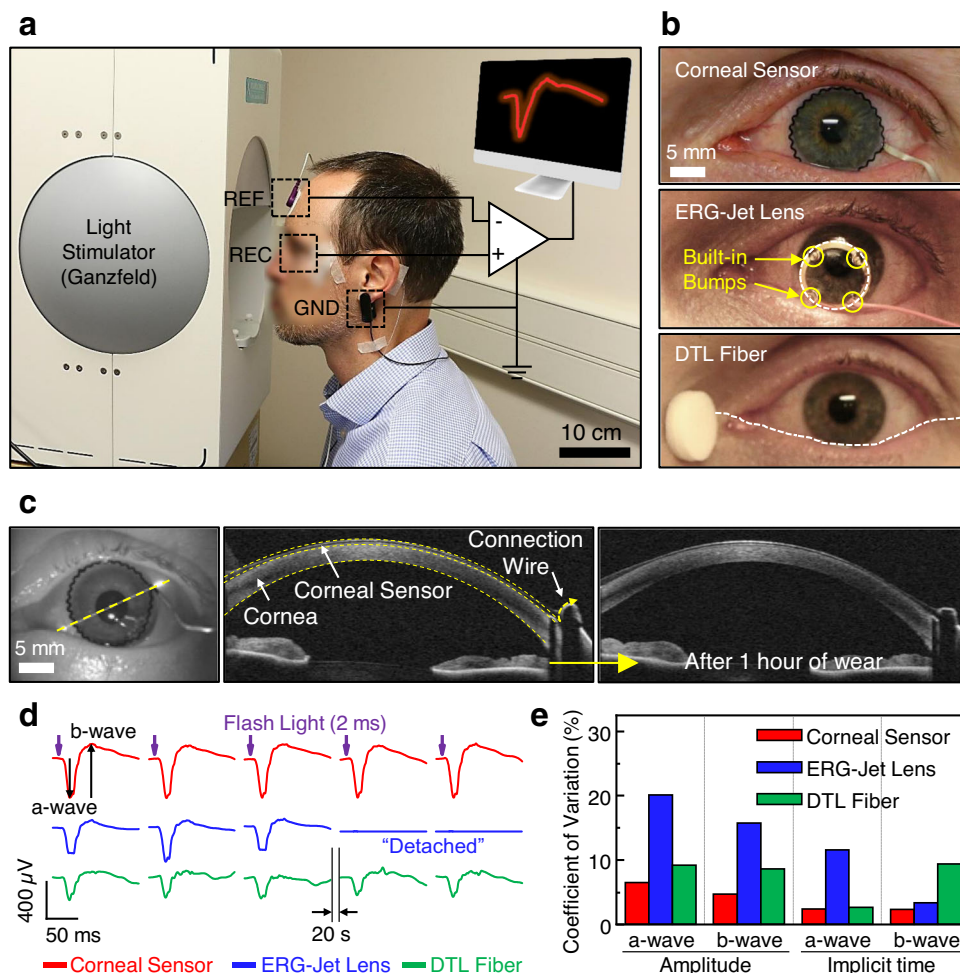 a
REF
REC
GND
Light
Stimulator
(Ganzfeld)
-
+
10 cm
b
Corneal Sensor
5 mm
ERG-Jet Lens
Built-in
Bumps
DTL Fiber
c
5 mm
Cornea
Corneal Sensor
Connection
Wire
After 1 hour of wear
d
b-wave
Flash Light (2 ms)
a-wave
"Detached"
400 µV
50 ms
20 s
Corneal Sensor
ERG-Jet Lens
DTL Fiber
e
Coefficient of Variation (%)
30
20
10
0
Corneal Sensor
ERG-Jet Lens
DTL Fiber
a-wave b-wave a-wave b-wave
Amplitude Implicit time